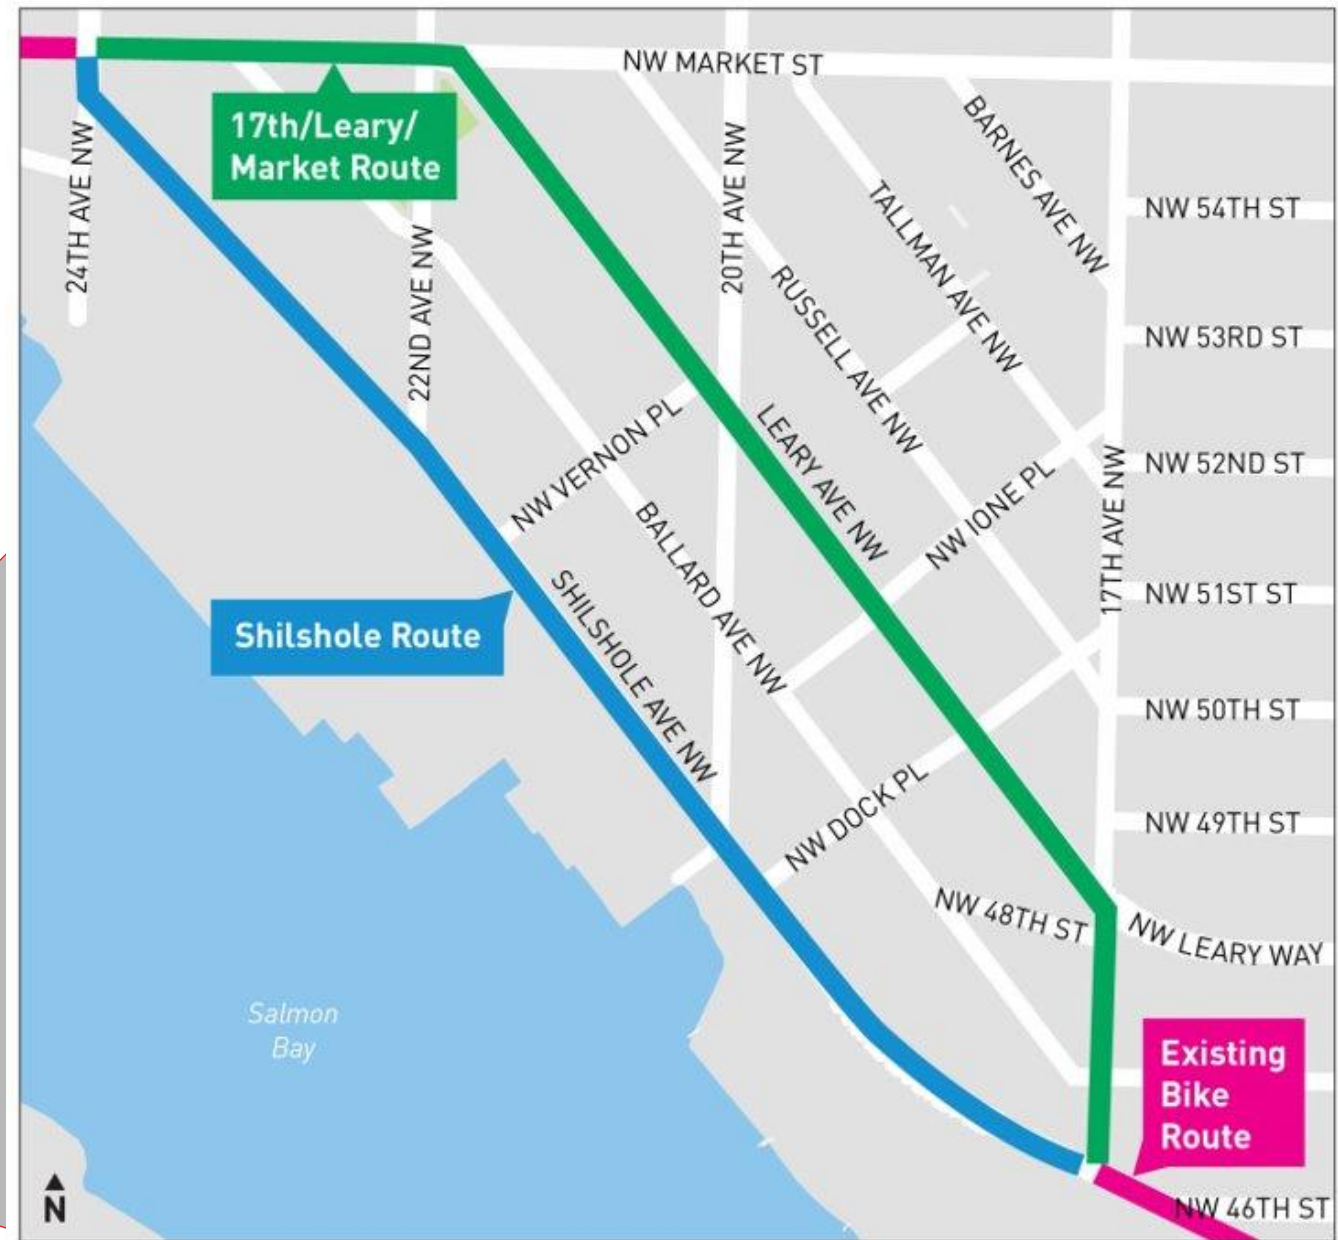 NW MARKET ST
17th/Leary/
Market Route
24TH AVE NW
22ND AVE NW
20TH AVE NW
BARNES AVE NW
TALLMAN AVE NW
NW 54TH ST
RUSSELL AVE NW
NW 53RD ST
NW VERNON PL
LEARY AVE NW
NW IONE PL
17TH AVE NW
NW 52ND ST
BALLARD AVE NW
SHILSHOLE AVE NW
Shilshole Route
NW 51ST ST
NW 50TH ST
NW DOCK PL
NW 49TH ST
NW 48TH ST
NW LEARY WAY
Salmon
Bay
Existing
Bike
Route
N
NW 46TH ST